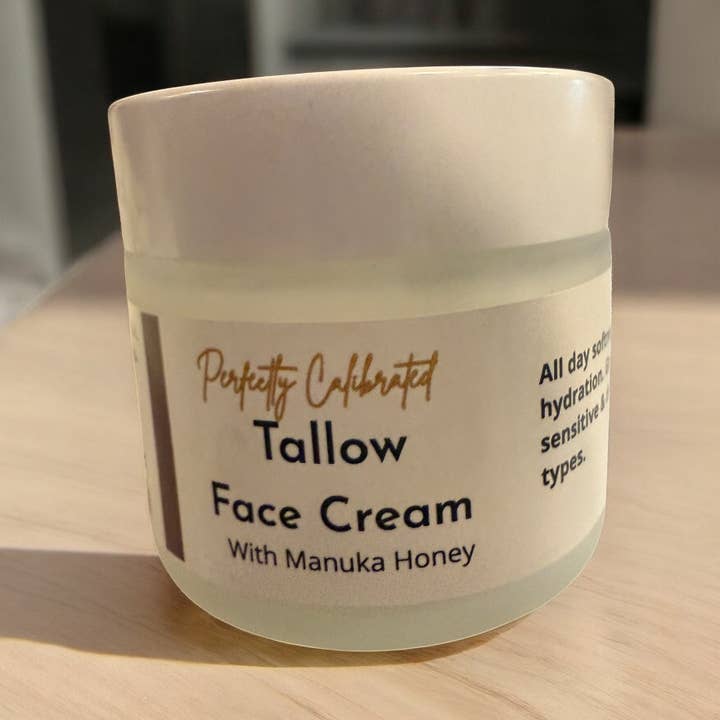 Perfectly Calibrated
Tallow
Face Cream
With Manuka Honey
All day
hydration.
sensitive &
types.